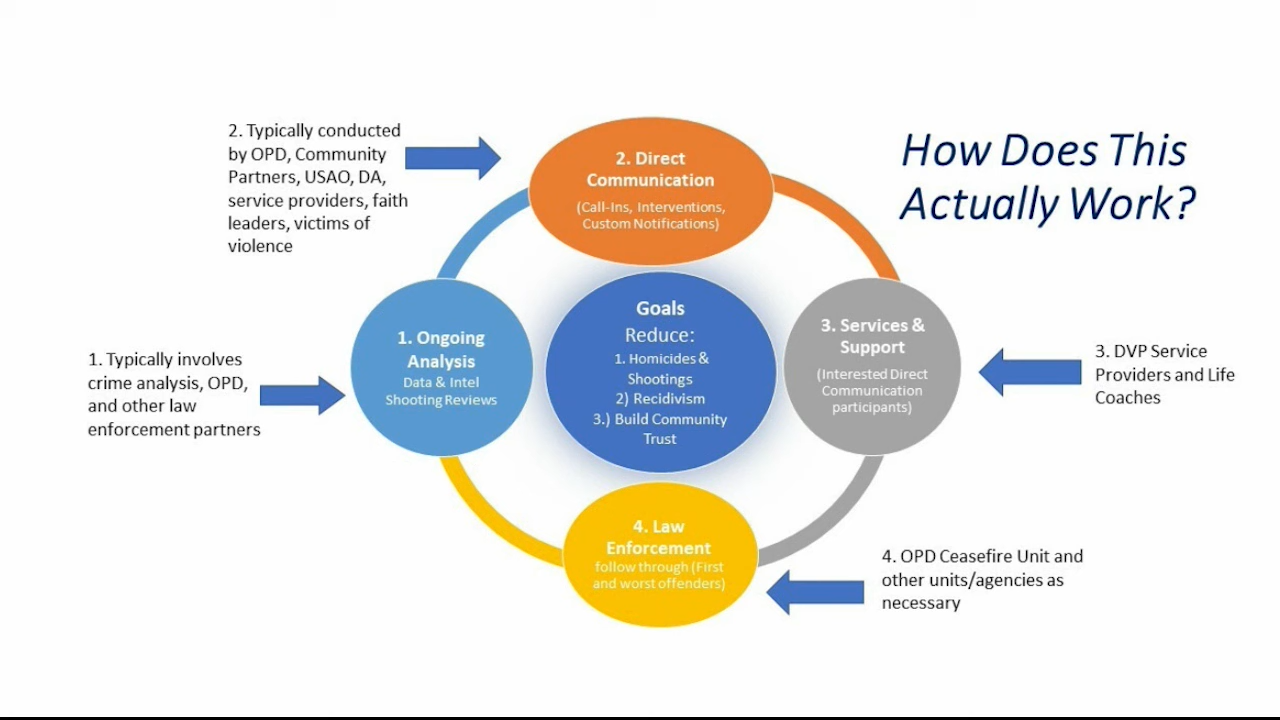 How Does This
Actually Work?
2. Typically conducted
by OPD, Community
Partners, USAO, DA,
service providers, faith
leaders, victims of
violence
2. Direct
Communication
(Call-Ins, Interventions,
Custom Notifications)
1. Typically involves
crime analysis, OPD,
and other law
enforcement partners
1. Ongoing
Analysis
Data & Intel
Shooting Reviews
Goals
Reduce:
1. Homicides &
Shootings
2) Recidivism
3.) Build Community
Trust
3. Services &
Support
(Interested Direct
Communication
participants)
3. DVP Service
Providers and Life
Coaches
4. Law
Enforcement
follow through (First
and worst offenders)
4. OPD Ceasefire Unit and
other units/agencies as
necessary